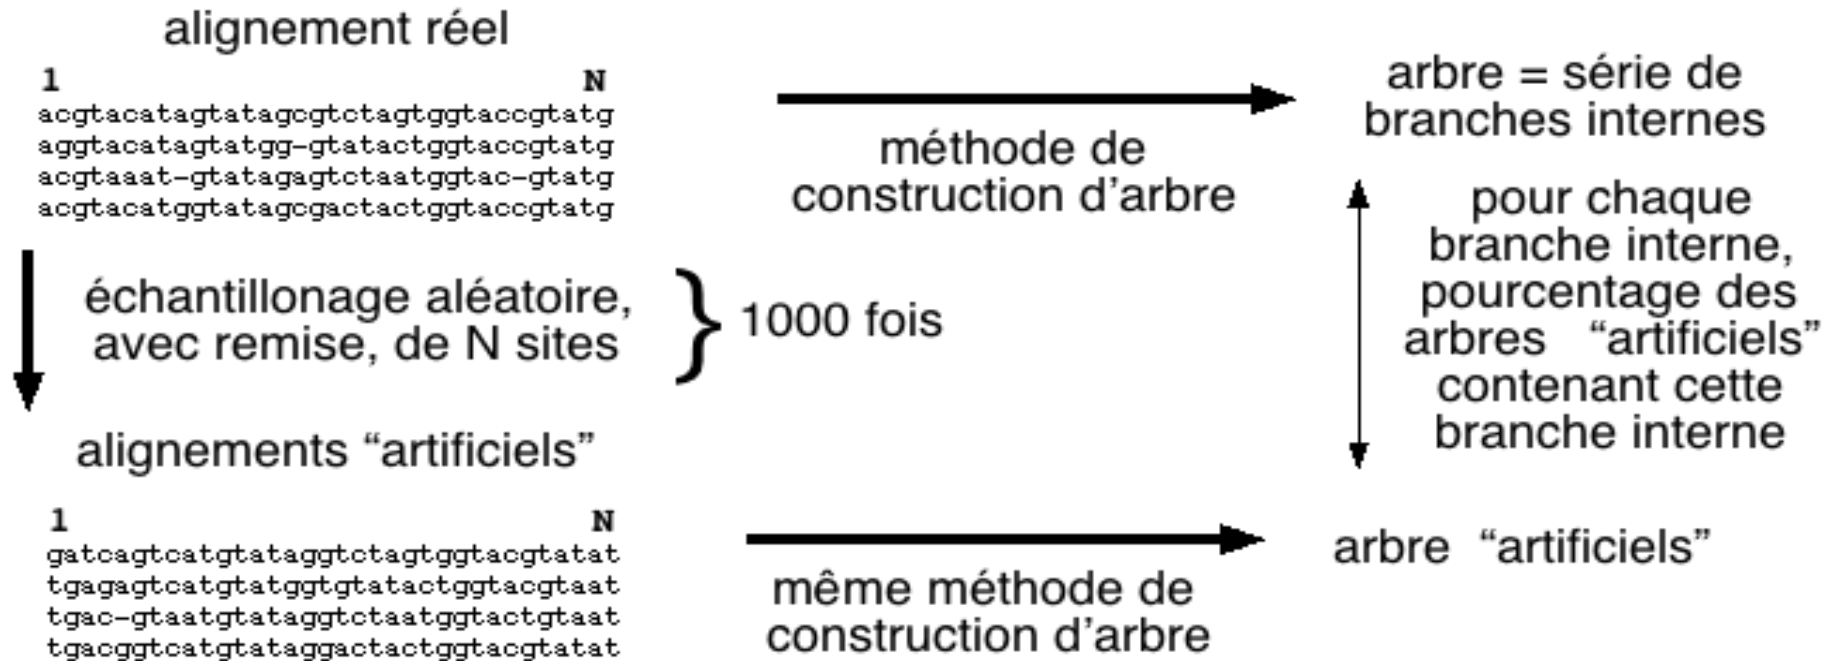 alignement réel
1 N
acgtacatagtatagcgtctagtggtaccgtatg
aggtacatagtatgg-gtatactggtaccgtatg
acgtaaat-gtatagagtctaatggtac-gtatg
acgtacatggtatagcgactactggtaccgtatg
méthode de
construction d'arbre
arbre = série de
branches internes
échantillonage aléatoire,
avec remise, de N sites
} 1000 fois
pour chaque
branche interne,
pourcentage des
arbres “artificiels”
contenant cette
branche interne
alignements “artificiels”
1 N
gatcagtcatgtataggtctagtggtacgtatat
tgagagtcatgtatggtgtatactggtacgtaat
tgac-gtaatgtataggtctaatggtactgtaat
tgacggtcatgtataggactactggtacgtatat
même méthode de
construction d'arbre
arbre “artificiels”